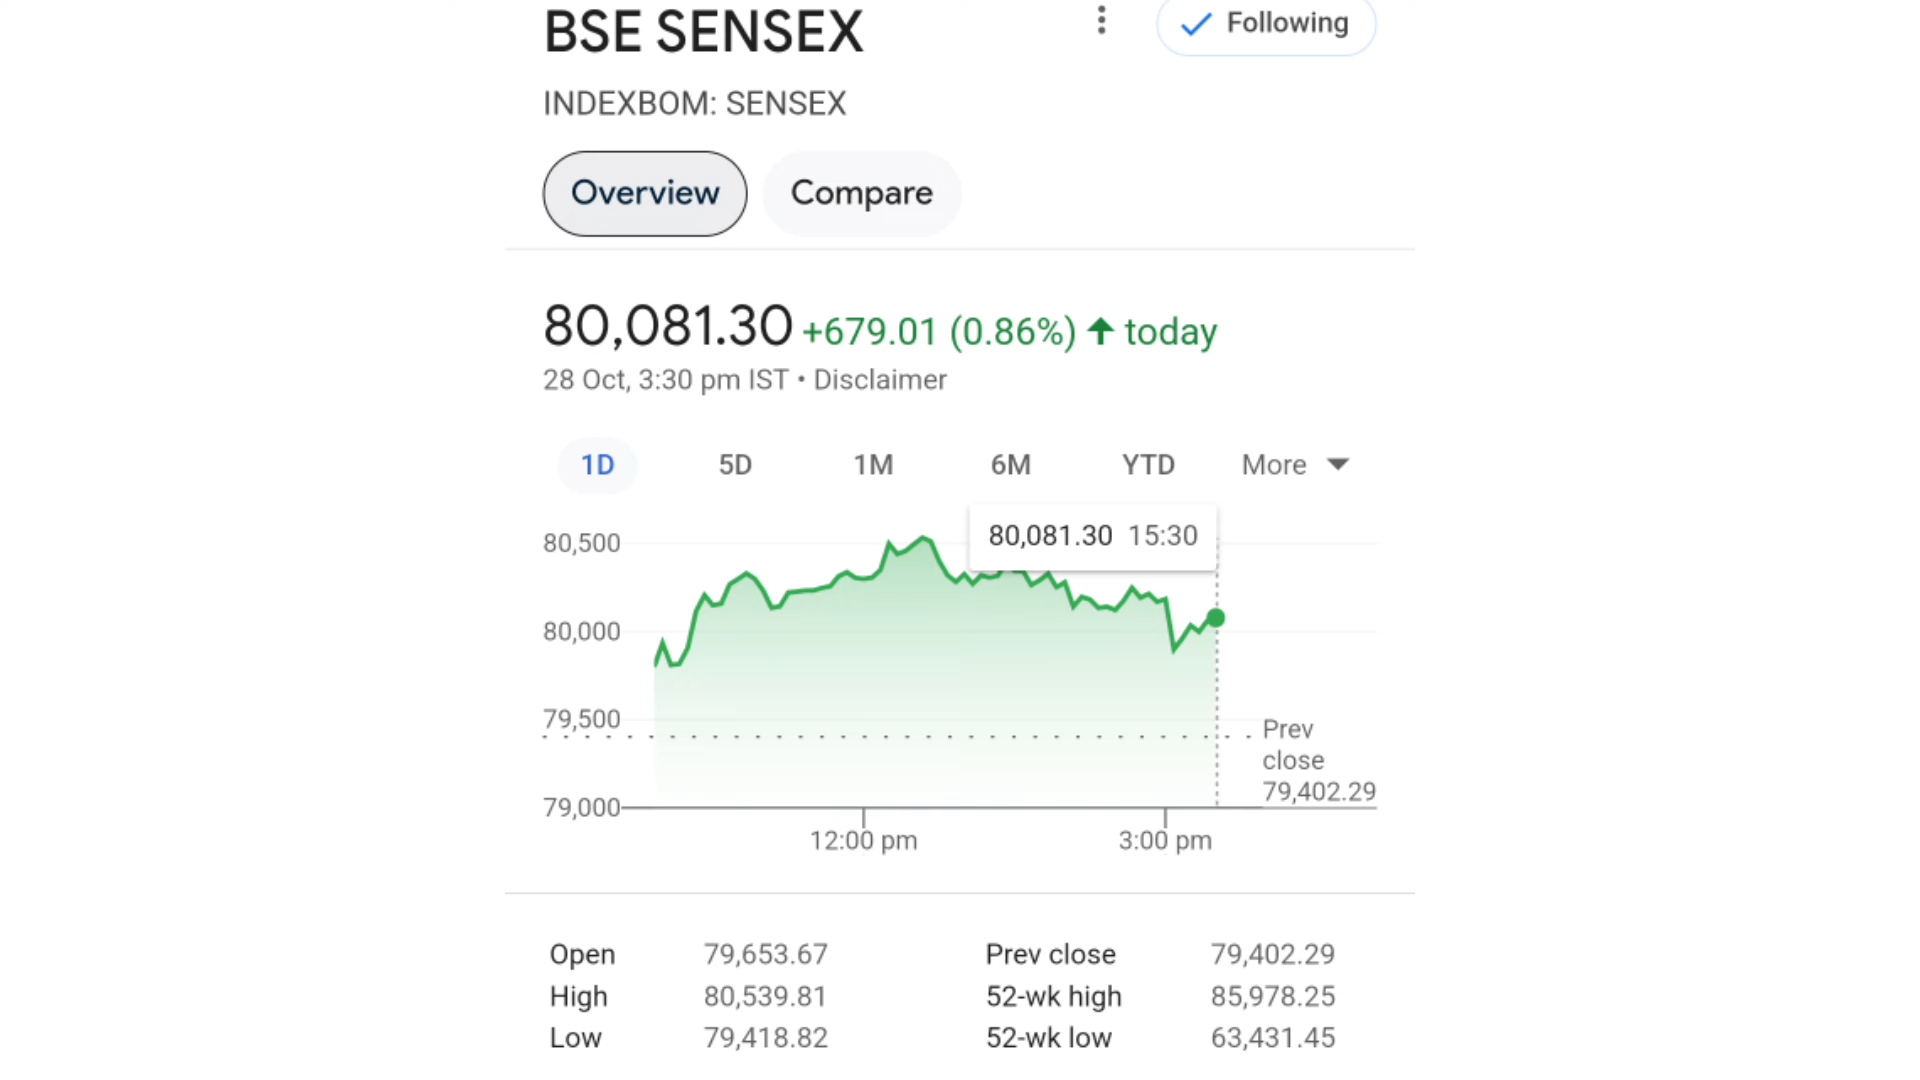 BSE SENSEX
Following
INDEXBOM: SENSEX
Overview Compare
80,081.30 +679.01 (0.86%) ↑ today
28 Oct, 3:30 pm IST • Disclaimer
1D 5D 1M 6M YTD More
80,081.30 15:30
80,500
80,000
79,500
79,000
Prev
close
79,402.29
12:00 pm 3:00 pm
Open 79,653.67 Prev close 79,402.29
High 80,539.81 52-wk high 85,978.25
Low 79,418.82 52-wk low 63,431.45